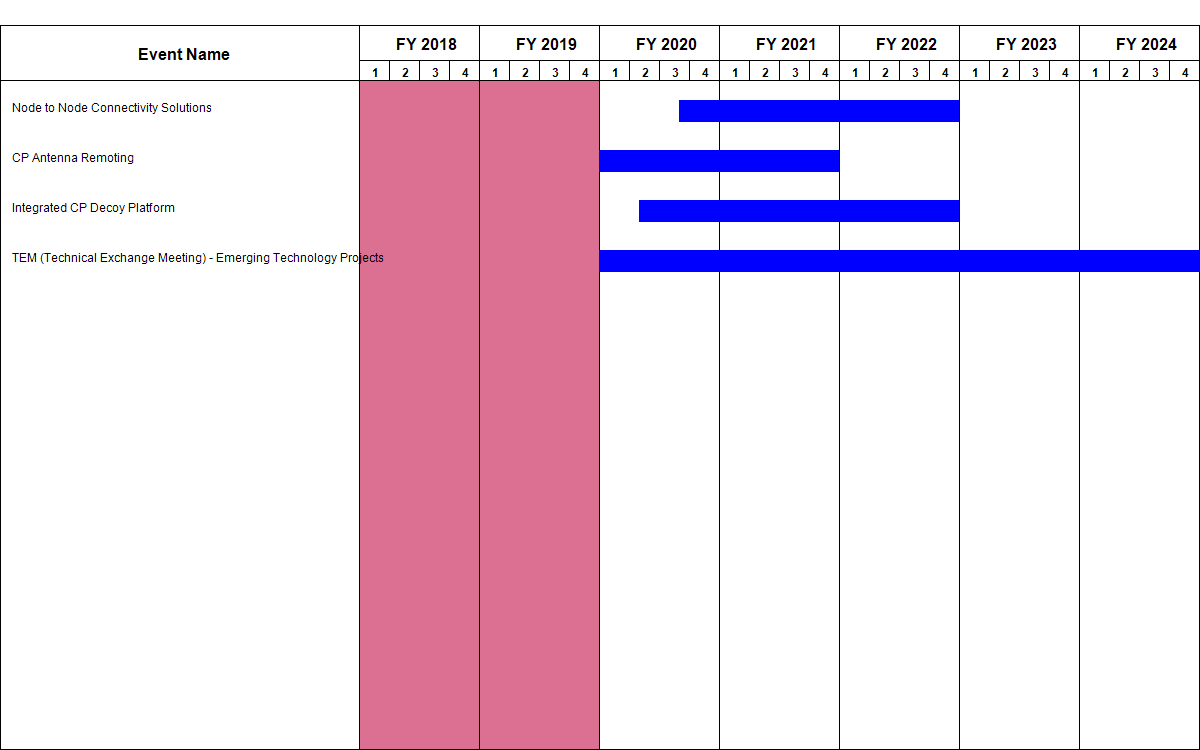 Event Name
FY 2018 FY 2019 FY 2020 FY 2021 FY 2022 FY 2023 FY 2024
1 2 3 4 1 2 3 4 1 2 3 4 1 2 3 4 1 2 3 4 1 2 3 4 1 2 3 4
Node to Node Connectivity Solutions
CP Antenna Remoting
Integrated CP Decoy Platform
TEM (Technical Exchange Meeting) - Emerging Technology Projects